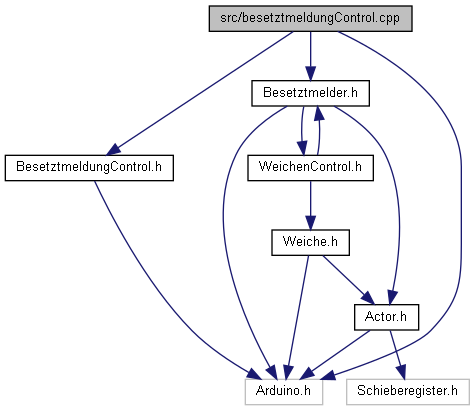 src/besetztmeldungControl.cpp
Besetztmelder.h
BesetztmeldungControl.h
WeichenControl.h
Weiche.h
Actor.h
Arduino.h
Schieberegister.h